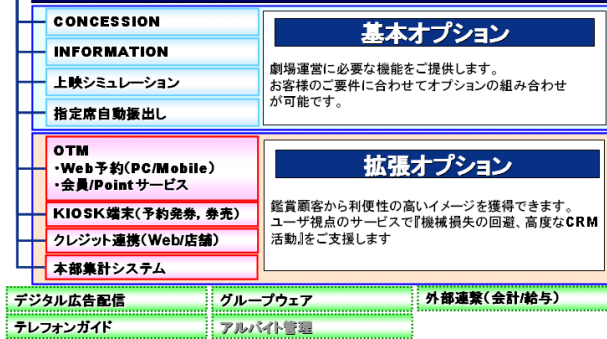 CONCESSION
INFORMATION
上映シミュレーション
指定席自動振出し
基本オプション
劇場運営に必要な機能をご提供します。
お客様のご要件に合わせてオプションの組み合わせ
が可能です。
OTM
・Web予約(PC/Mobile)
・会員/Pointサービス
KIOSK端末(予約発券, 券売)
クレジット連携(Web/店舗)
本部集計システム
拡張オプション
鑑賞顧客から利便性の高いイメージを獲得できます。
ユーザ視点のサービスで『機械損失の回避、高度なCRM
活動』をご支援します
デジタル広告配信
グループウェア
外部連繋(会計/給与)
テレフォンガイド
アルバイト管理